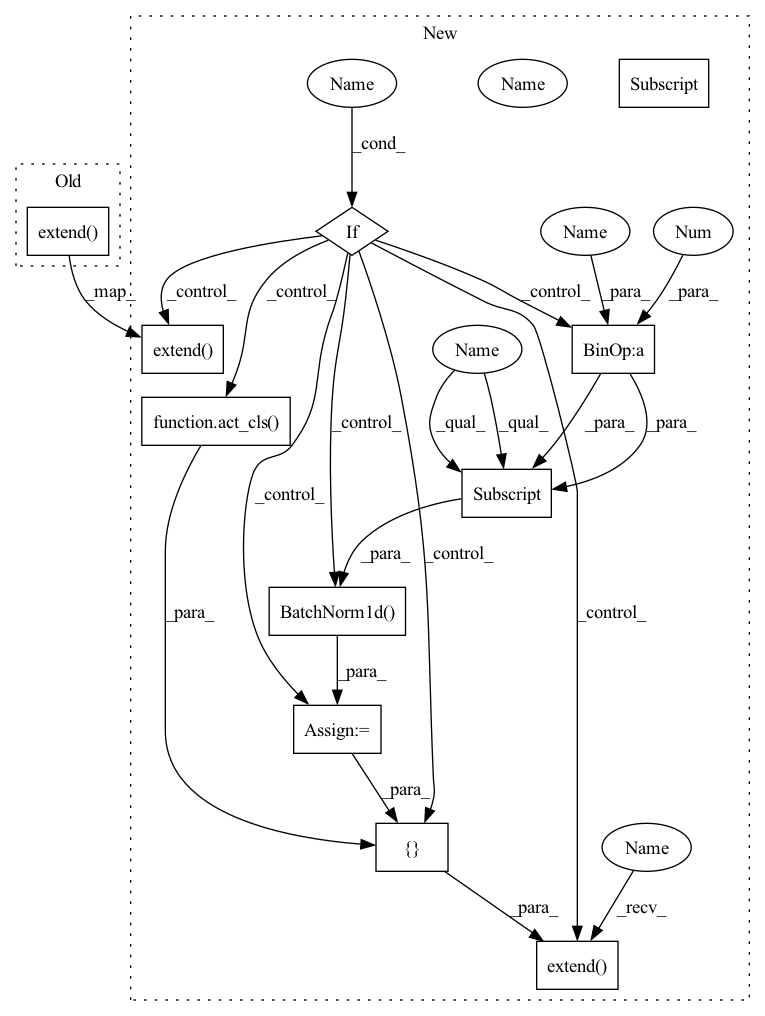 New
Name
Name
Subscript
_cond_
Old
extend()
If
Name
Num
_map_
_control_
_control_
_control_
_para_
_para_
extend()
Name
BinOp:a
function.act_cls()
_control_
_qual_
_qual_
_para_
_para_
Subscript
_control_
_para_
_control_
_para_
_control_
BatchNorm1d()
_para_
Assign:=
_para_
{}
Name
_para_
_recv_
extend()